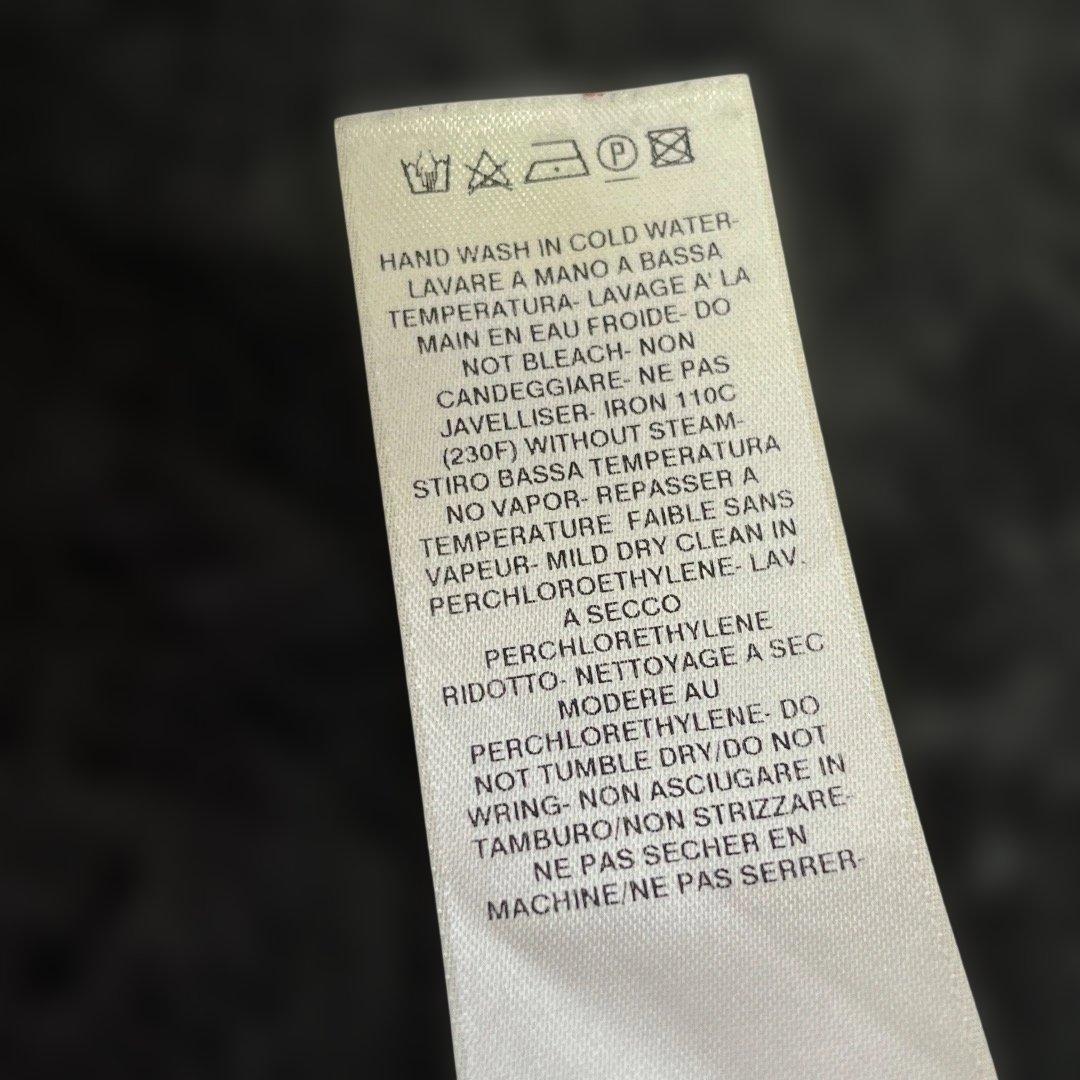 P
HAND WASH IN COLD WATER-
LAVARE A MANO A BASSA
TEMPERATURA- LAVAGE A' LA
MAIN EN EAU FROIDE- DO
NOT BLEACH- NON
CANDEGGIARE- NE PAS
JAVELLISER- IRON 110C
(230F) WITHOUT STEAM-
STIRO BASSA TEMPERATURA
NO VAPOR- REPASSER A
TEMPERATURE FAIBLE SANS
VAPEUR- MILD DRY CLEAN IN
PERCHLOROETHYLENE- LAV.
A SECCO
PERCHLORETHYLENE
RIDOTTO- NETTOYAGE A SEC
MODERE AU
PERCHLORETHYLENE- DO
NOT TUMBLE DRY/DO NOT
WRING- NON ASCIUGARE IN
TAMBURO/NON STRIZZARE-
NE PAS SECHER EN
MACHINE/NE PAS SERRER-